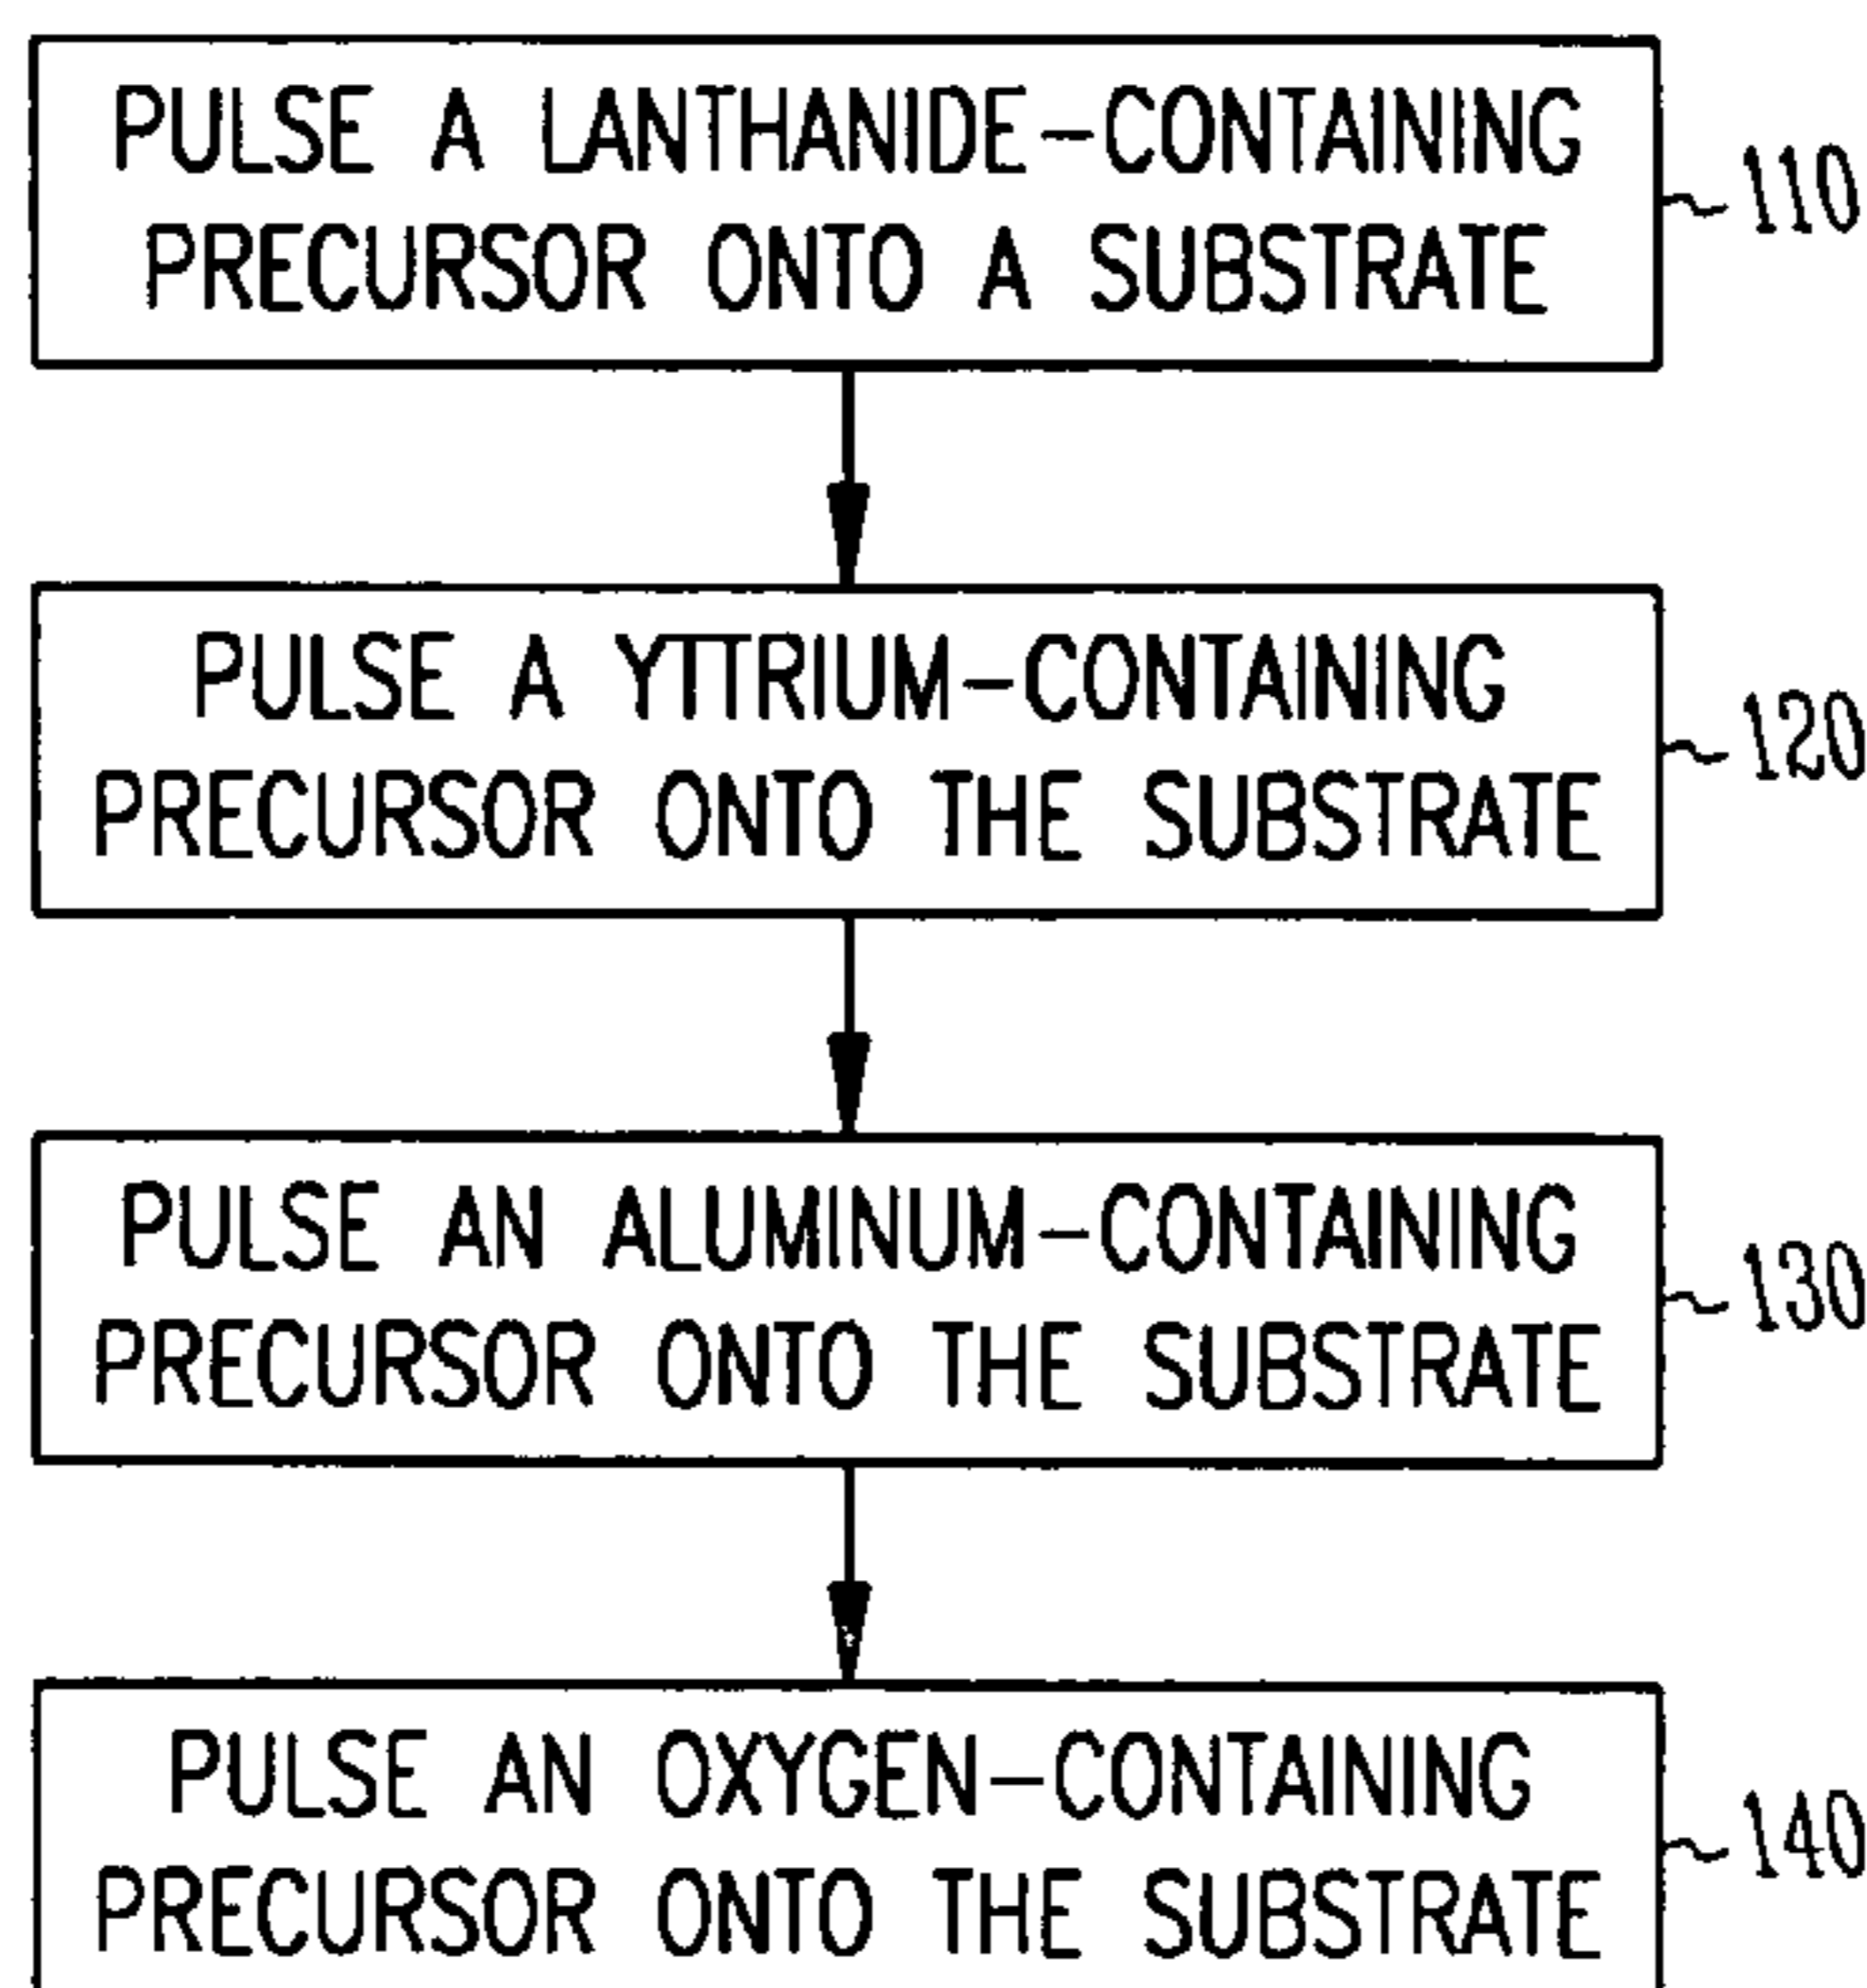 PULSE A LANTHANIDE-CONTAINING
PRECURSOR ONTO A SUBSTRATE
110
PULSE A YTTRIUM-CONTAINING
PRECURSOR ONTO THE SUBSTRATE
120
PULSE AN ALUMINUM-CONTAINING
PRECURSOR ONTO THE SUBSTRATE
130
PULSE AN OXYGEN-CONTAINING
PRECURSOR ONTO THE SUBSTRATE
140